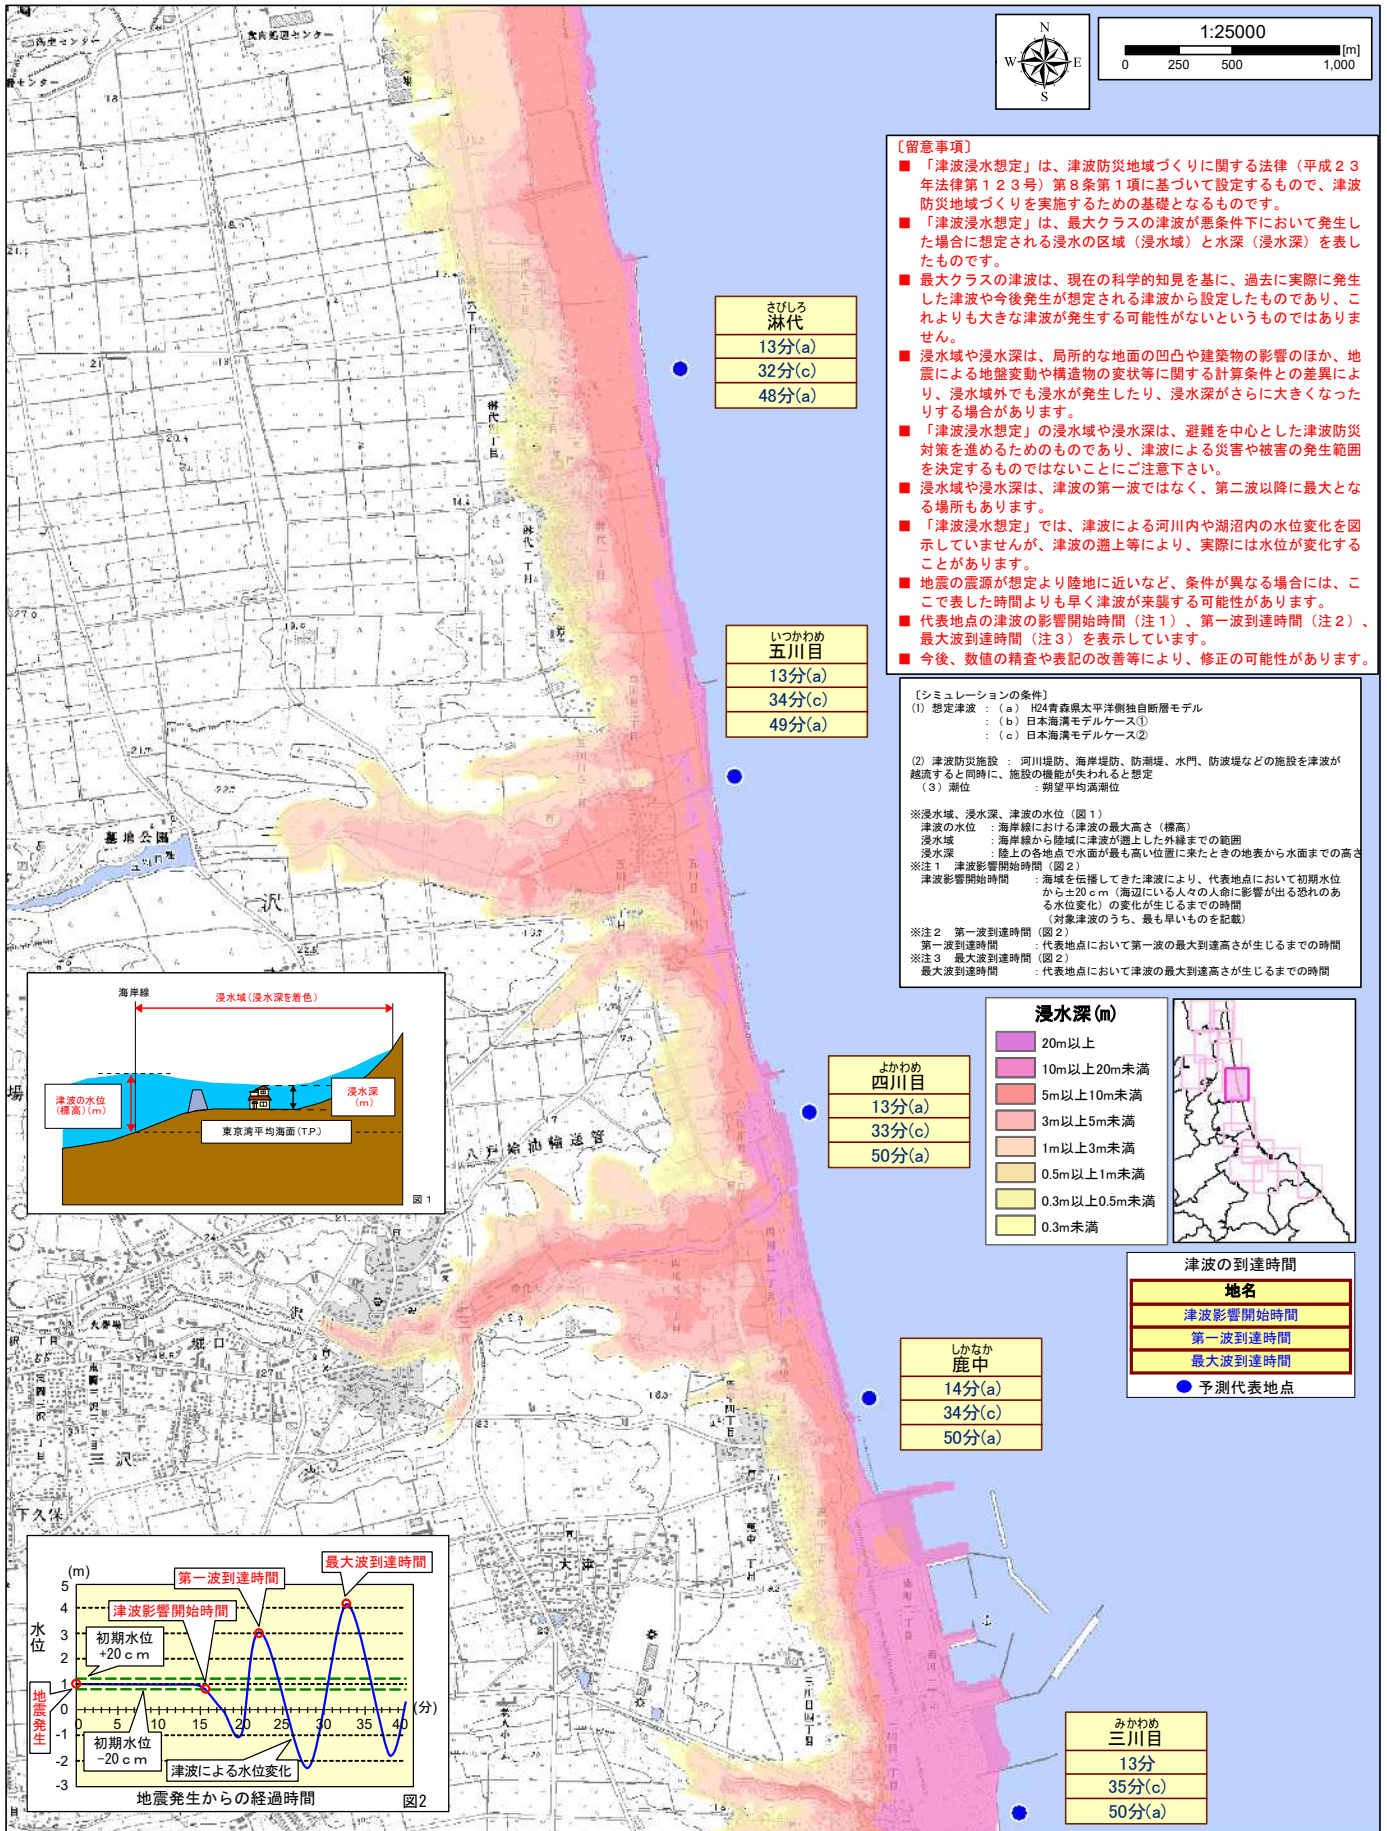 N
W
E
S
1:25000
[m]
0 250 500 1,000
〔留意事項〕
■ 「津波浸水想定」は、津波防災地域づくりに関する法律（平成２３
年法律第１２３号）第８条第１項に基づいて設定するもので、津波
防災地域づくりを実施するための基礎となるものです。
■ 「津波浸水想定」は、最大クラスの津波が悪条件下において発生し
た場合に想定される浸水の区域（浸水域）と水深（浸水深）を表し
たものです。
■ 最大クラスの津波は、現在の科学的知見を基に、過去に実際に発生
した津波や今後発生が想定される津波から設定したものであり、こ
れよりも大きな津波が発生する可能性がないというものではありま
せん。
■ 浸水域や浸水深は、局所的な地面の凹凸や建築物の影響のほか、地
震による地盤変動や構造物の変状等に関する計算条件との差異によ
り、浸水域外でも浸水が発生したり、浸水深がさらに大きくなった
りする場合があります。
■ 「津波浸水想定」の浸水域や浸水深は、避難を中心とした津波防災
対策を進めるためのものであり、津波による災害や被害の発生範囲
を決定するものではないことにご注意下さい。
■ 浸水域や浸水深は、津波の第一波ではなく、第二波以降に最大とな
る場所もあります。
■ 「津波浸水想定」では、津波による河川内や湖沼内の水位変化を図
示していませんが、津波の遡上等により、実際には水位が変化する
ことがあります。
■ 地震の震源が想定より陸地に近いなど、条件が異なる場合には、こ
こで表した時間よりも早く津波が来襲する可能性があります。
■ 代表地点の津波の影響開始時間（注１）、第一波到達時間（注２）、
最大波到達時間（注３）を表示しています。
■ 今後、数値の精査や表記の改善等により、修正の可能性があります。
さびしろ
淋代
13分(a)
32分(c)
48分(a)
いつかわめ
五川目
13分(a)
34分(c)
49分(a)
〔シミュレーションの条件〕
(1) 想定津波 ：（ａ） H24青森県太平洋側独自断層モデル
：（ｂ）日本海溝モデルケース①
：（ｃ）日本海溝モデルケース②
(2) 津波防災施設 ： 河川堤防、海岸堤防、防潮堤、水門、防波堤などの施設を津波が
越流すると同時に、施設の機能が失われると想定
（３）潮位 ：朔望平均満潮位
※浸水域、浸水深、津波の水位（図１）
津波の水位 ：海岸線における津波の最大高さ（標高）
浸水域 ：海岸線から陸域に津波が遡上した外縁までの範囲
浸水深 ：陸上の各地点で水面が最も高い位置に来たときの地表から水面までの高さ
※注１ 津波影響開始時間（図２）
津波影響開始時間 ：海域を伝播してきた津波により、代表地点において初期水位
から±20ｃｍ（海辺にいる人々の人命に影響が出る恐れのあ
る水位変化）の変化が生じるまでの時間
（対象津波のうち、最も早いものを記載）
※注２ 第一波到達時間（図２）
第一波到達時間 ：代表地点において第一波の最大到達高さが生じるまでの時間
※注３ 最大波到達時間（図２）
最大波到達時間 ：代表地点において津波の最大到達高さが生じるまでの時間
墓地公園
沢
海岸線
浸水域(浸水深を着色)
津波の水位
(標高)(m)
浸水深
(m)
東京湾平均海面(T.P.)
図１
八戸輸油輸送管
よかわめ
四川目
13分(a)
33分(c)
50分(a)
浸水深(m)
20m以上
10m以上20m未満
5m以上10m未満
3m以上5m未満
1m以上3m未満
0.5m以上1m未満
0.3m以上0.5m未満
0.3m未満
津波の到達時間
地名
津波影響開始時間
第一波到達時間
最大波到達時間
予測代表地点
しかなか
鹿中
14分(a)
34分(c)
50分(a)
堀口
沢
三沢
下久保
大津
(m)
最大波到達時間
第一波到達時間
津波影響開始時間
水位
初期水位
+20ｃｍ
地震発生
初期水位
-20ｃｍ
津波による水位変化
5
4
3
2
1
0
-1
-2
-3
0 5 10 15 20 25 30 35 40
(分)
地震発生からの経過時間
図2
みかわめ
三川目
13分
35分(c)
50分(a)